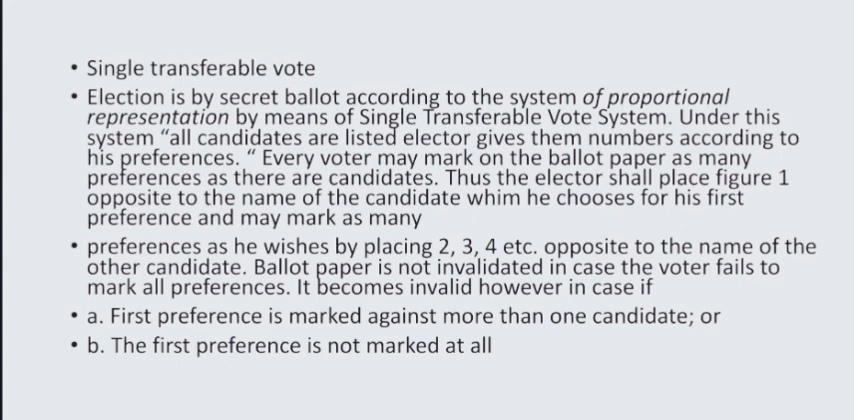 • Single transferable vote
• Election is by secret ballot according to the system of proportional
representation by means of Single Transferable Vote System. Under this
system “all candidates are listed elector gives them numbers according to
his preferences. “ Every voter may mark on the ballot paper as many
preferences as there are candidates. Thus the elector shall place figure 1
opposite to the name of the candidate whim he chooses for his first
preference and may mark as many
• preferences as he wishes by placing 2, 3, 4 etc. opposite to the name of the
other candidate. Ballot paper is not invalidated in case the voter fails to
mark all preferences. It becomes invalid however in case if
• a. First preference is marked against more than one candidate; or
• b. The first preference is not marked at all